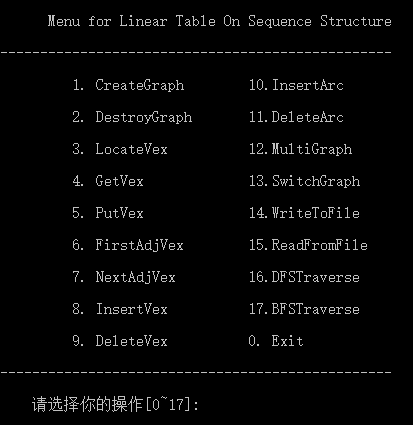 Menu for Linear Table On Sequence Structure
-------------------------------------------------
1. CreateGraph 10.InsertArc
2. DestroyGraph 11.DeleteArc
3. LocateVex 12.MultiGraph
4. GetVex 13.SwitchGraph
5. PutVex 14.WriteToFile
6. FirstAdjVex 15.ReadFromFile
7. NextAdjVex 16.DFSTraverse
8. InsertVex 17.BFSTraverse
9. DeleteVex 0. Exit
-------------------------------------------------
请选择你的操作[0~17]: